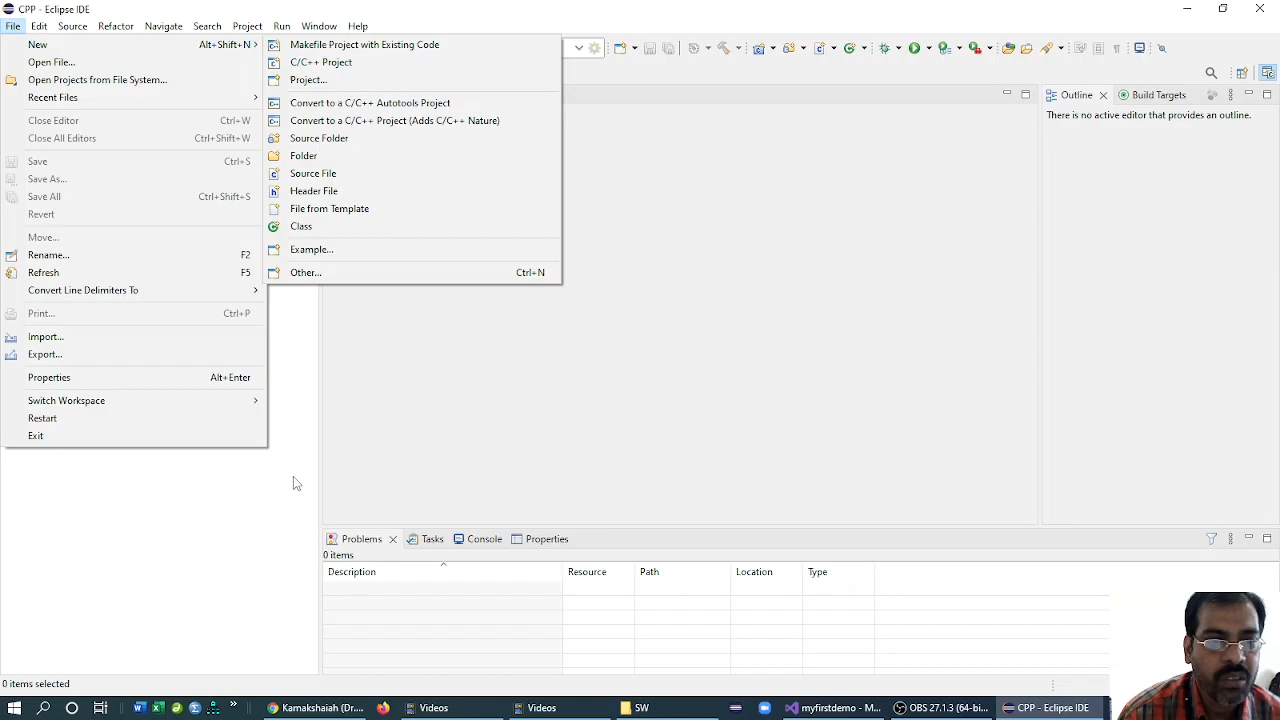 CPP - Eclipse IDE
File Edit Source Refactor Navigate Search Project Run Window Help
New Alt+Shift+N
Open File...
Open Projects from File System...
Recent Files
Close Editor Ctrl+W
Close All Editors Ctrl+Shift+W
Save Ctrl+S
Save As...
Save All Ctrl+Shift+S
Revert
Move...
Rename... F2
Refresh F5
Convert Line Delimiters To
Print... Ctrl+P
Import...
Export...
Properties Alt+Enter
Switch Workspace
Restart
Exit
Makefile Project with Existing Code
C/C++ Project
Project...
Convert to a C/C++ Autotools Project
Convert to a C/C++ Project (Adds C/C++ Nature)
Source Folder
Folder
Source File
Header File
File from Template
Class
Example...
Other... Ctrl+N
Outline Build Targets
There is no active editor that provides an outline.
Problems Tasks Console Properties
0 items
Description Resource Path Location Type
0 items selected
Kamakshaiah (Dr... Videos Videos SW myfirstdemo - M... OBS 27.1.3 (64-bi... CPP - Eclipse IDE